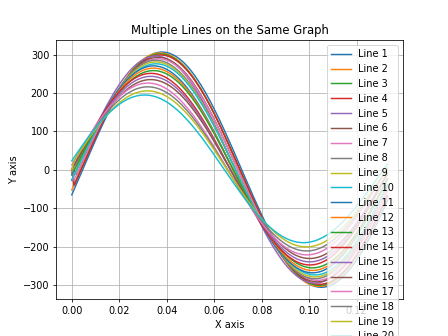 Multiple Lines on the Same Graph
Y axis
300
200
100
0
−100
−200
−300
0.00
0.02
0.04
0.06
0.08
0.10
X axis
Line 1
Line 2
Line 3
Line 4
Line 5
Line 6
Line 7
Line 8
Line 9
Line 10
Line 12
Line 13
Line 14
Line 15
Line 16
Line 17
Line 18
Line 19
Line 20